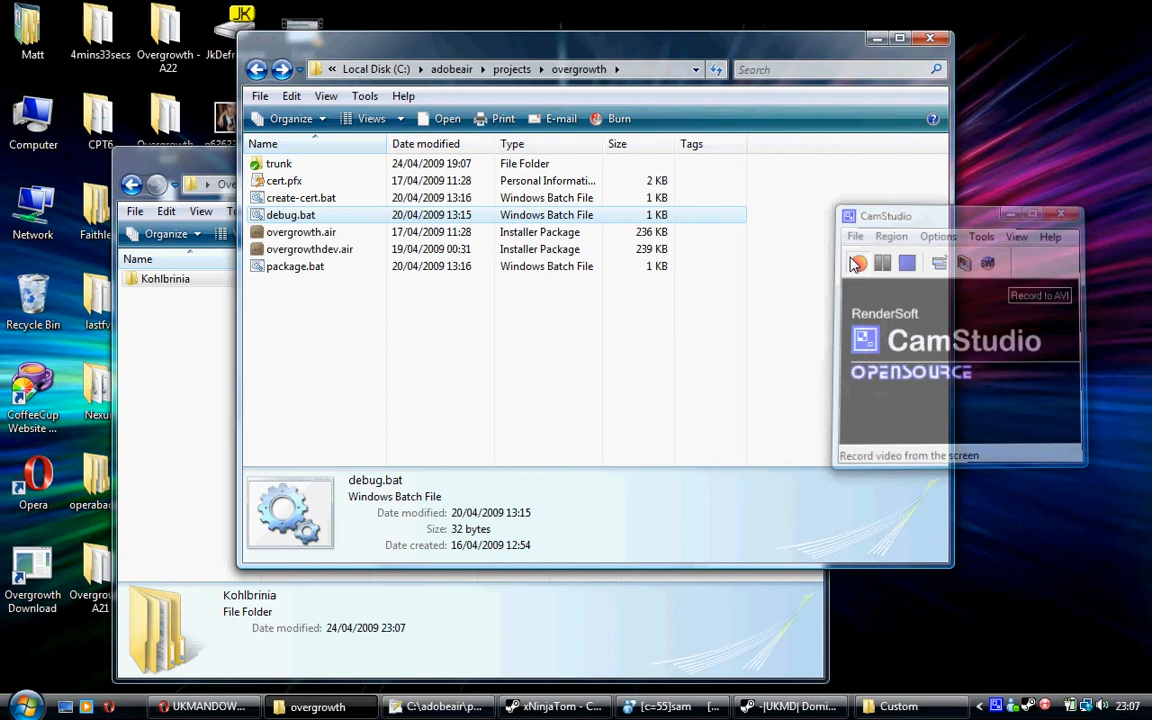 Matt
4mins33secs
Overgrowth -
A22
JkDefr
JK
Computer
CPT6
Overgrowth
Network
Faithle
Recycle Bin
lastfv
CoffeeCup
Website ...
Nexu
Opera
operaba
Overgrowth
Download
Overgro
A21
« Local Disk (C:) adobeair projects overgrowth
Search
File Edit View Tools Help
Organize Views Open Print E-mail Burn
Name Date modified Type Size Tags
trunk 24/04/2009 19:07 File Folder
cert.pfx 17/04/2009 11:28 Personal Informati... 2 KB
create-cert.bat 20/04/2009 13:16 Windows Batch File 1 KB
debug.bat 20/04/2009 13:15 Windows Batch File 1 KB
overgrowth.air 17/04/2009 11:28 Installer Package 236 KB
overgrowthdev.air 19/04/2009 00:31 Installer Package 239 KB
package.bat 20/04/2009 13:16 Windows Batch File 1 KB
debug.bat
Windows Batch File
Date modified: 20/04/2009 13:15
Size: 32 bytes
Date created: 16/04/2009 12:54
Ove
File Edit View T
Organize
Name
Kohlbrinia
Kohlbrinia
File Folder
Date modified: 24/04/2009 23:07
CamStudio
File Region Options Tools View Help
Record to AVI
RenderSoft
CamStudio
OPENSOURCE
Record video from the screen
UKMANDOW... overgrowth C:\adobeair\p... xNinjaTom - C... [c=55]sam [... -|UKMD| Domi... Custom < 23:07